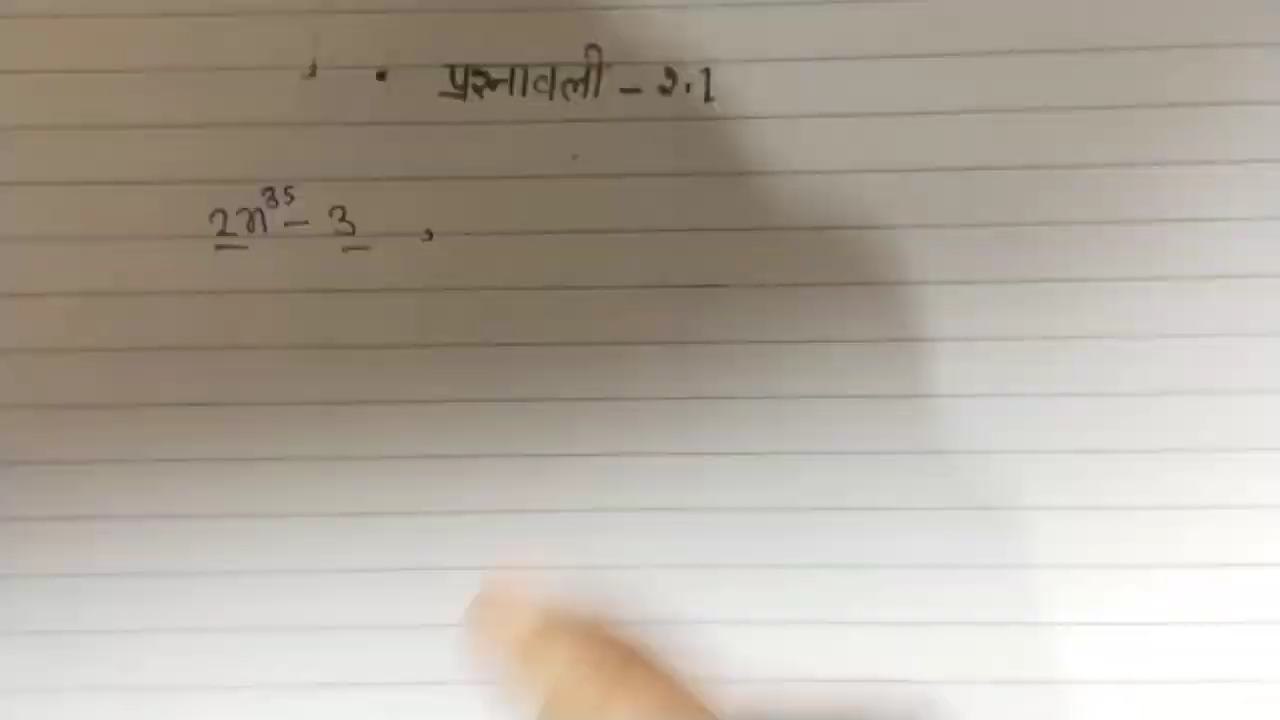 प्रश्नावली - 2.1
2x³⁵ - 3 ,